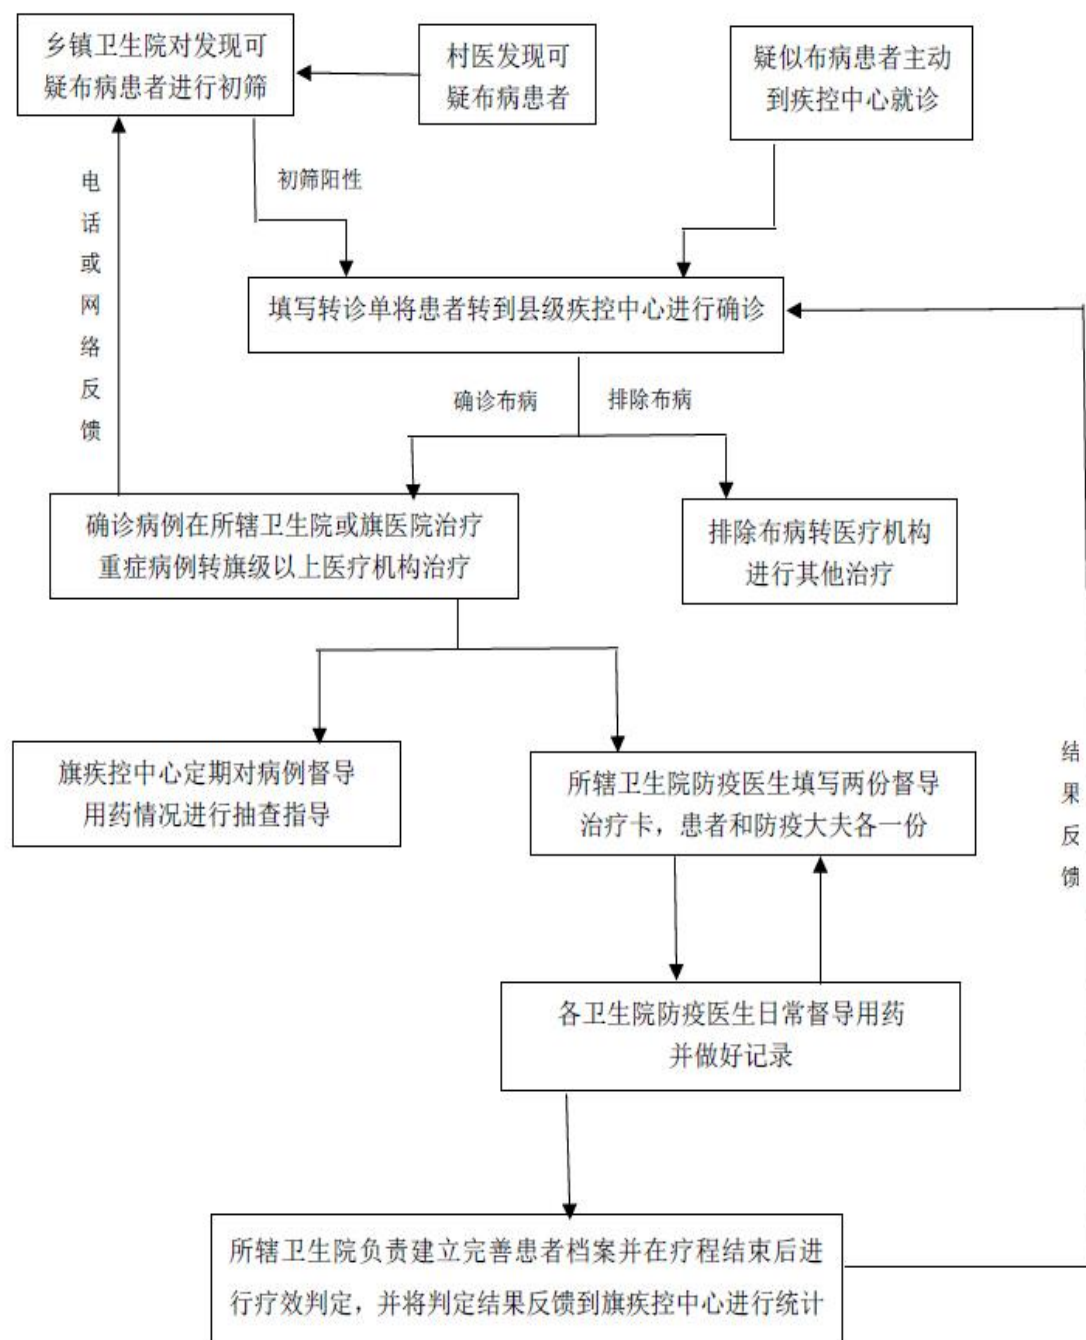 乡镇卫生院对发现可
疑布病患者进行初筛
村医发现可
疑布病患者
疑似布病患者主动
到疾控中心就诊
电话或网络反馈
初筛阳性
填写转诊单将患者转到县级疾控中心进行确诊
确诊布病
排除布病
确诊病例在所辖卫生院或旗医院治疗
重症病例转旗级以上医疗机构治疗
排除布病转医疗机构
进行其他治疗
旗疾控中心定期对病例督导
用药情况进行抽查指导
所辖卫生院防疫医生填写两份督导
治疗卡，患者和防疫大夫各一份
结果反馈
各卫生院防疫医生日常督导用药
并做好记录
所辖卫生院负责建立完善患者档案并在疗程结束后进
行疗效判定，并将判定结果反馈到旗疾控中心进行统计